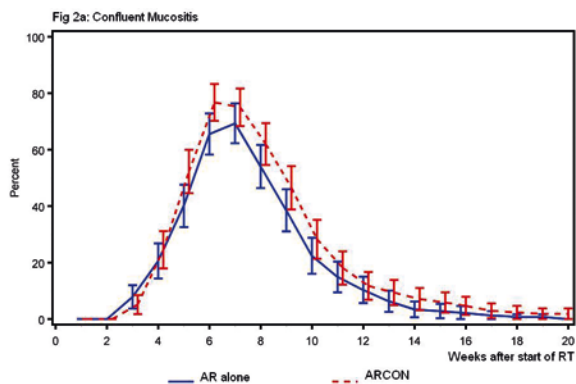 Fig 2a: Confluent Mucositis
100
80
60
40
20
0
Percent
0 2 4 6 8 10 12 14 16 18 20
Weeks after start of RT
AR alone ARCON